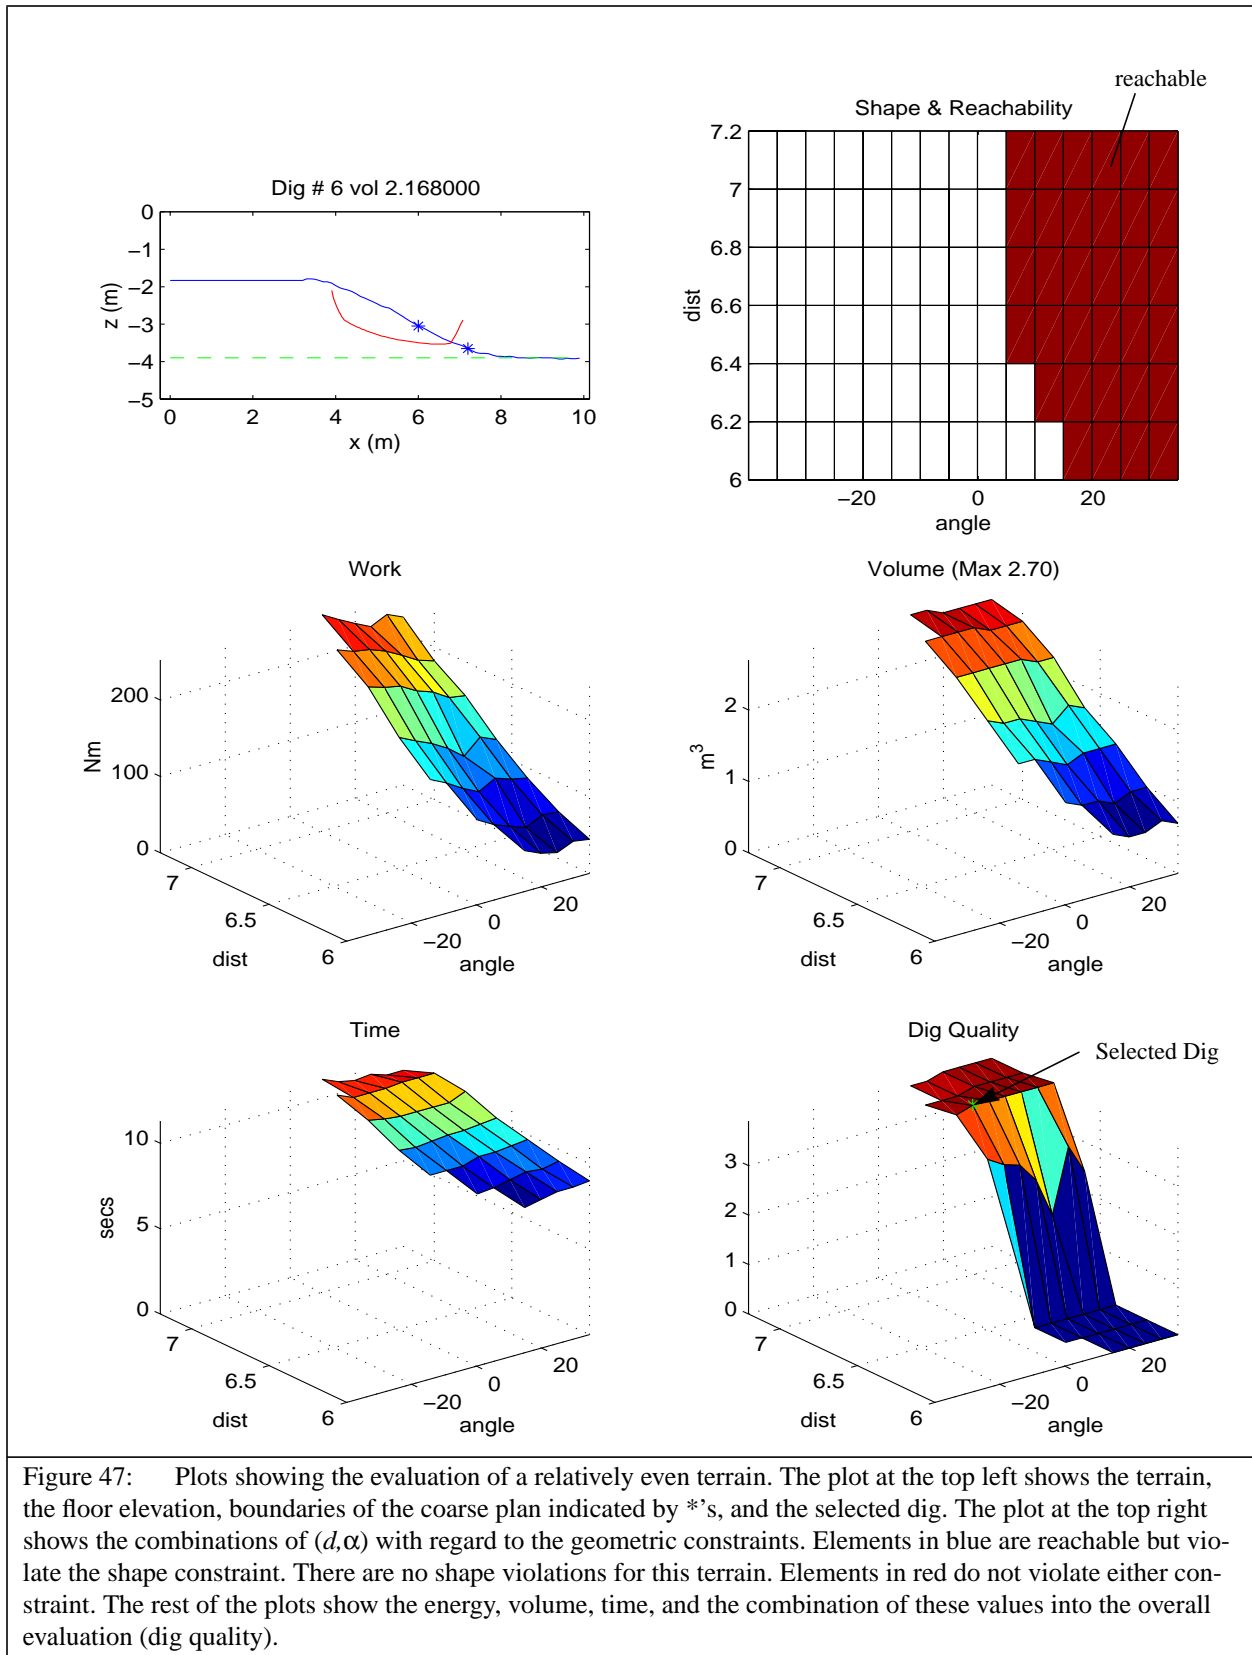 reachable
Shape & Reachability
Dig # 6 vol 2.168000
0
−1
−2
−3
−4
−5
z (m)
0 2 4 6 8 10
x (m)
7.2
7
6.8
6.6
6.4
6.2
6
dist
−20 0 20
angle
Work
200
100
0
Nm
7
6.5
6
dist
−20
0
20
angle
Volume (Max 2.70)
2
1
0
m³
7
6.5
6
dist
−20
0
20
angle
Time
10
5
0
secs
7
6.5
6
dist
−20
0
20
angle
Dig Quality
Selected Dig
3
2
1
0
7
6.5
6
dist
−20
0
20
angle
Figure 47: Plots showing the evaluation of a relatively even terrain. The plot at the top left shows the terrain,
the floor elevation, boundaries of the coarse plan indicated by *'s, and the selected dig. The plot at the top right
shows the combinations of (d,α) with regard to the geometric constraints. Elements in blue are reachable but vio-
late the shape constraint. There are no shape violations for this terrain. Elements in red do not violate either con-
straint. The rest of the plots show the energy, volume, time, and the combination of these values into the overall
evaluation (dig quality).